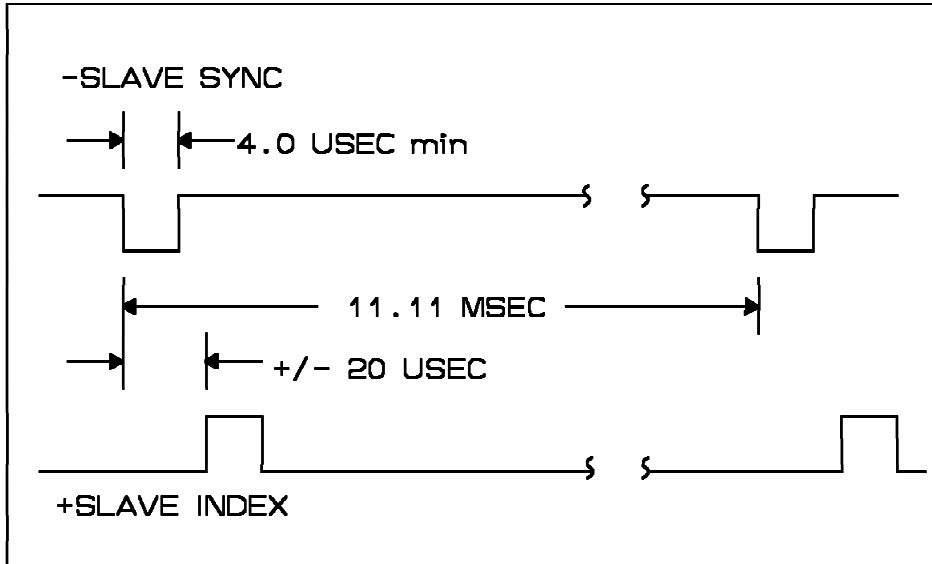 -SLAVE SYNC
4.0 USEC min
11.11 MSEC
+/- 20 USEC
+SLAVE INDEX